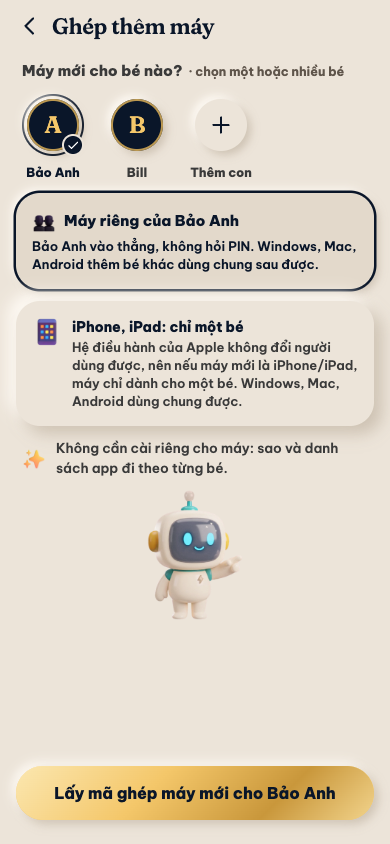 Ghép thêm máy
Máy mới cho bé nào? · chọn một hoặc nhiều bé
A B
Bảo Anh Bill Thêm con
Máy riêng của Bảo Anh
Bảo Anh vào thẳng, không hỏi PIN. Windows, Mac,
Android thêm bé khác dùng chung sau được.
iPhone, iPad: chỉ một bé
Hệ điều hành của Apple không đổi người
dùng được, nên nếu máy mới là iPhone/iPad,
máy chỉ dành cho một bé. Windows, Mac,
Android dùng chung được.
Không cần cài riêng cho máy: sao và danh
sách app đi theo từng bé.
Lấy mã ghép máy mới cho Bảo Anh